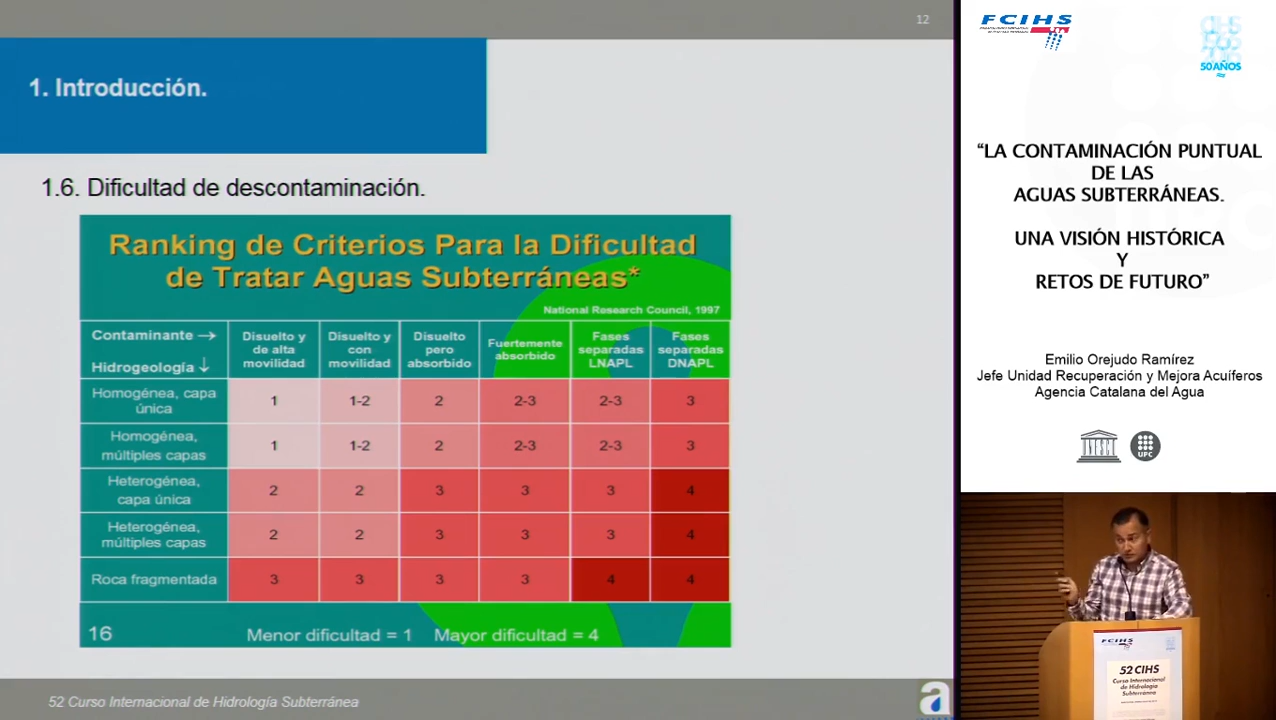 12
1. Introducción.
1.6. Dificultad de descontaminación.
Ranking de Criterios Para la Dificultad
de Tratar Aguas Subterráneas*
National Research Council, 1997
Contaminante →
Hidrogeología ↓
Disuelto y
de alta
movilidad
Disuelto y
con
movilidad
Disuelto
pero
absorbido
Fuertemente
absorbido
Fases
separadas
LNAPL
Fases
separadas
DNAPL
Homogénea, capa
única
1 1-2 2 2-3 2-3 3
Homogénea,
múltiples capas
1 1-2 2 2-3 2-3 3
Heterogénea,
capa única
2 2 3 3 3 4
Heterogénea,
múltiples capas
2 2 3 3 3 4
Roca fragmentada
3 3 3 3 4 4
16
Menor dificultad = 1 Mayor dificultad = 4
52 Curso Internacional de Hidrología Subterránea
a
FCIHS
CIHS
50 AÑOS
“LA CONTAMINACIÓN PUNTUAL
DE LAS
AGUAS SUBTERRÁNEAS.
UNA VISIÓN HISTÓRICA
Y
RETOS DE FUTURO”
Emilio Orejudo Ramírez
Jefe Unidad Recuperación y Mejora Acuíferos
Agencia Catalana del Agua
UPC
FCIHS
52 CIHS
Curso Internacional
de Hidrología
Subterránea